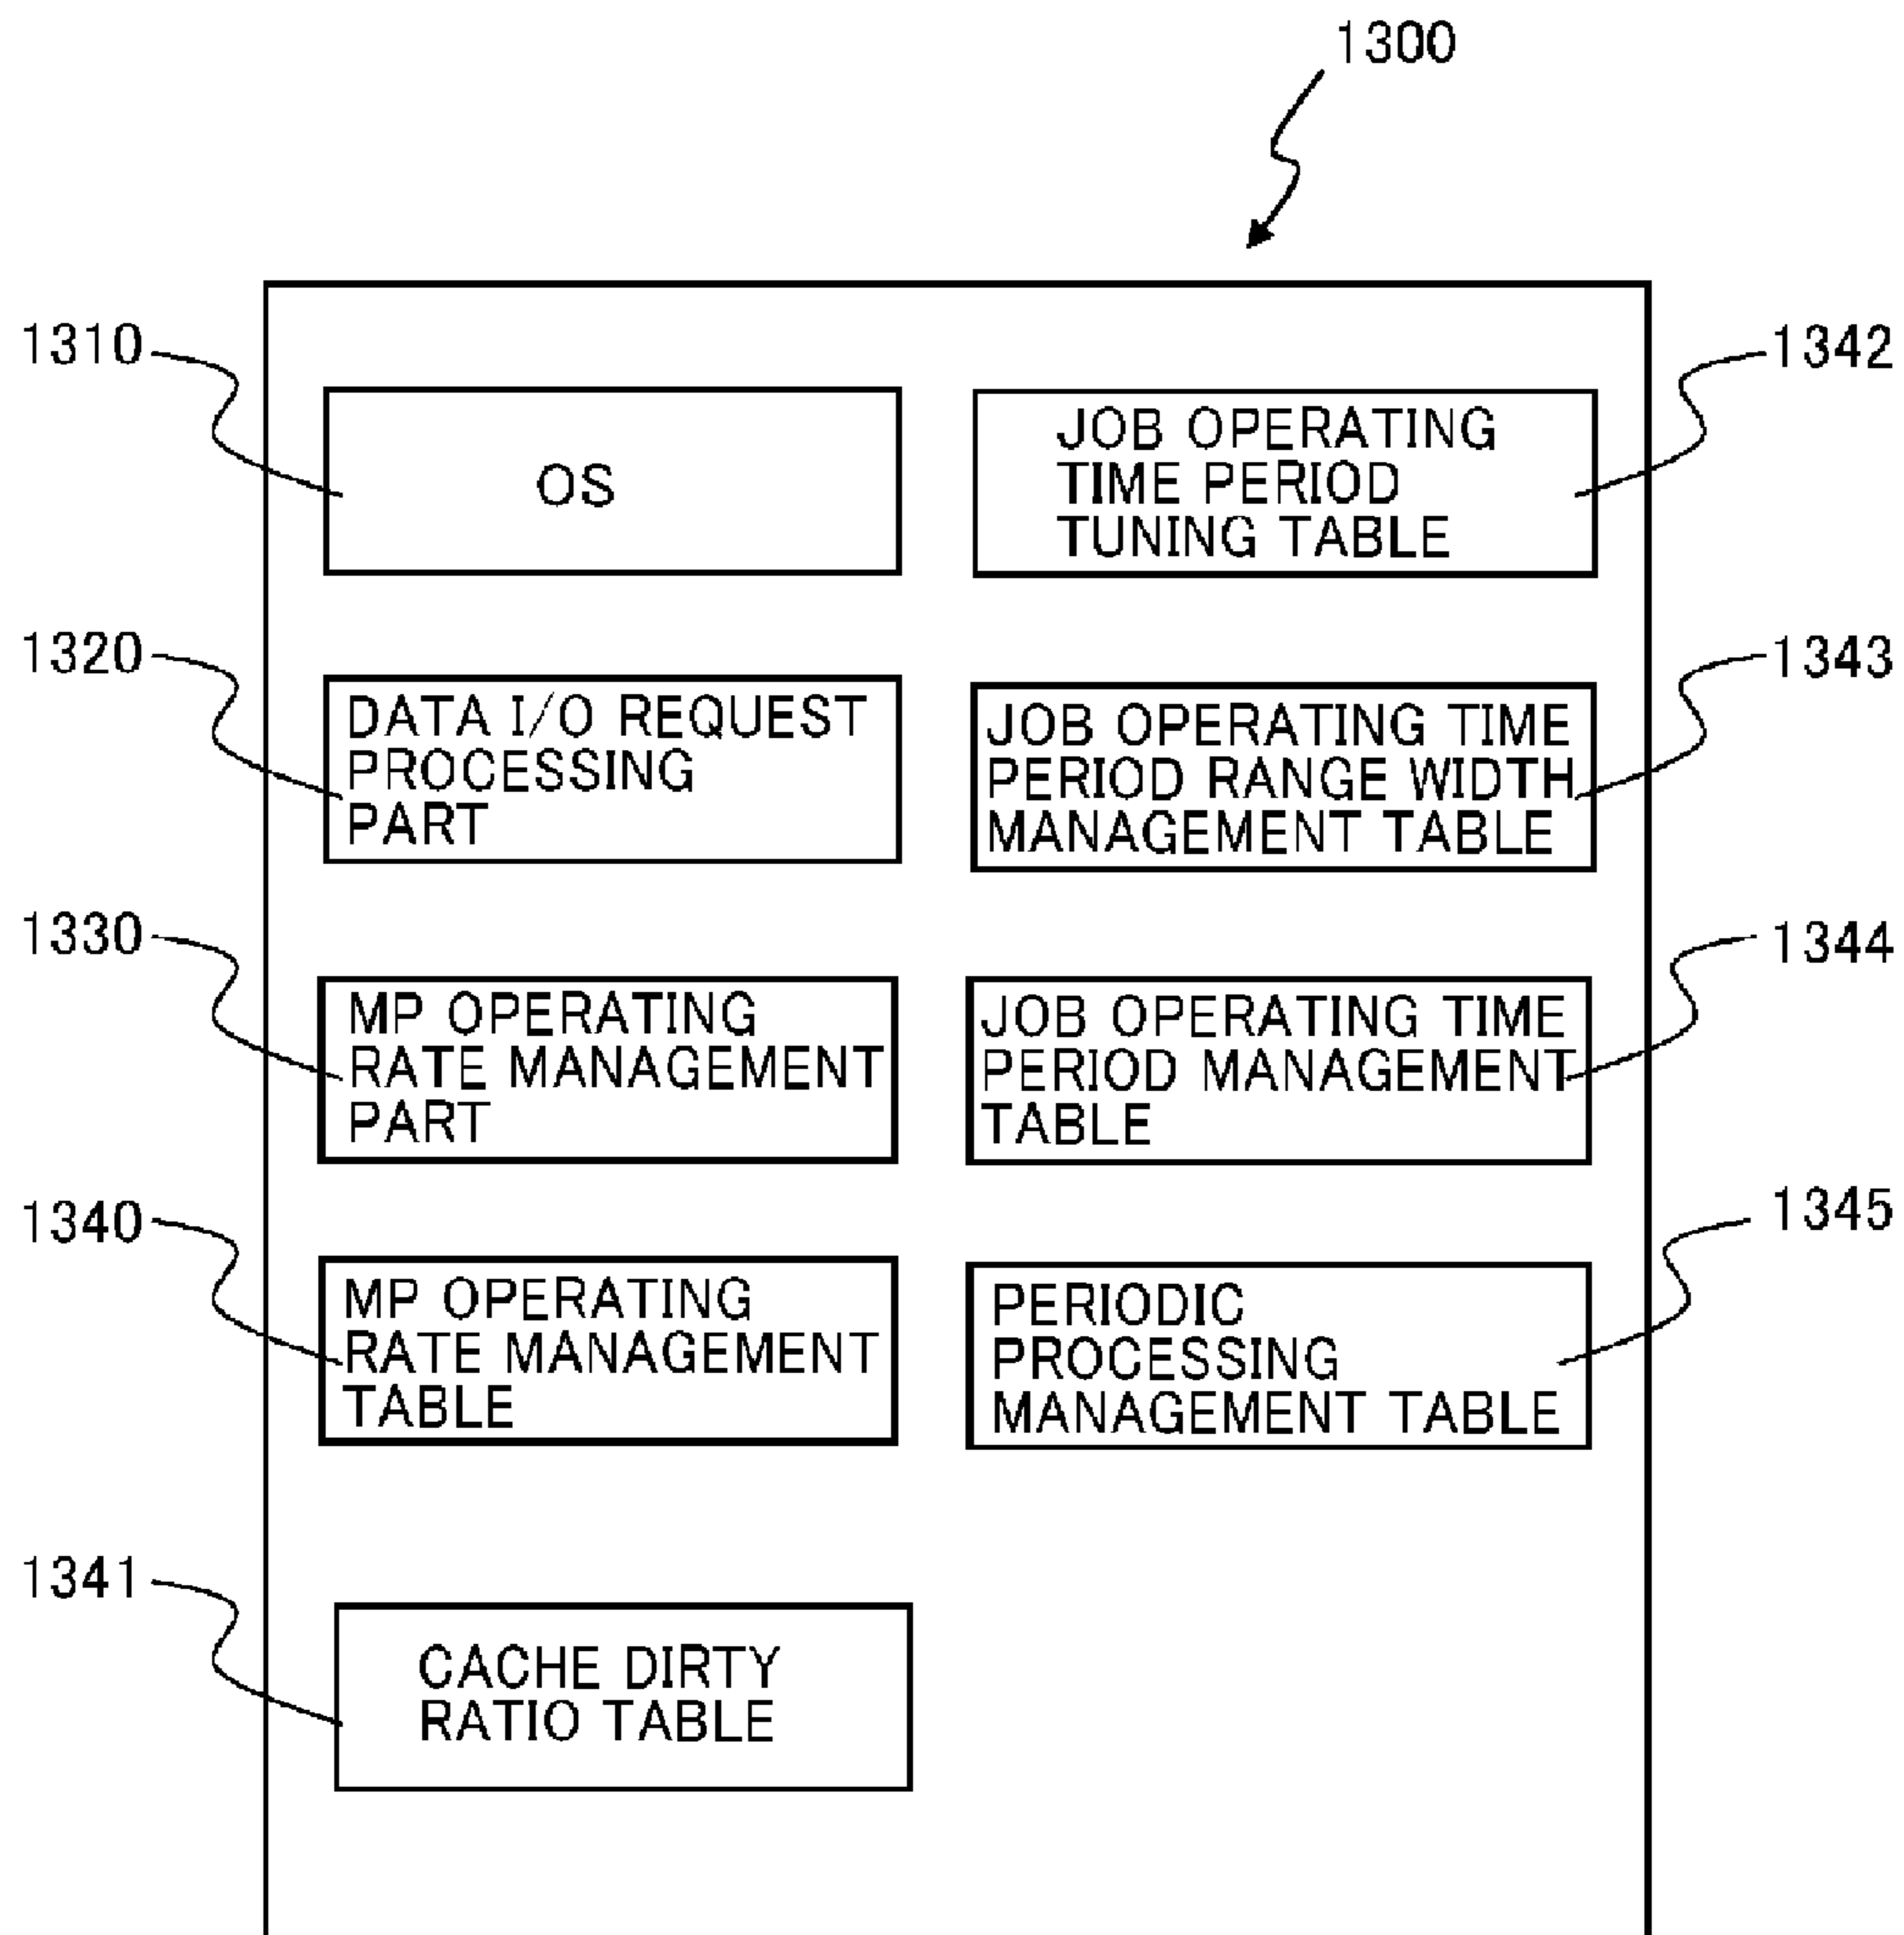 1300
1310
OS
1342
JOB OPERATING
TIME PERIOD
TUNING TABLE
1320
DATA I/O REQUEST
PROCESSING
PART
1343
JOB OPERATING TIME
PERIOD RANGE WIDTH
MANAGEMENT TABLE
1330
MP OPERATING
RATE MANAGEMENT
PART
1344
JOB OPERATING TIME
PERIOD MANAGEMENT
TABLE
1340
MP OPERATING
RATE MANAGEMENT
TABLE
1345
PERIODIC
PROCESSING
MANAGEMENT TABLE
1341
CACHE DIRTY
RATIO TABLE